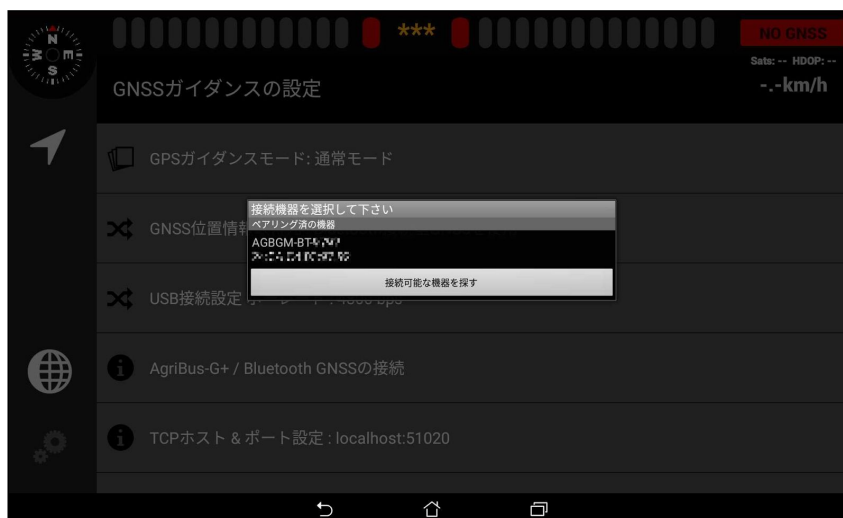 N
W E
S
***
NO GNSS
Sats: -- HDOP: --
-.-km/h
GNSSガイダンスの設定
GPSガイダンスモード: 通常モード
接続機器を選択して下さい
ペアリング済の機器
AGBGM-BT
接続可能な機器を探す
GNSS位置情報
USB接続設定
AgriBus-G+ / Bluetooth GNSSの接続
TCPホスト & ポート設定 : localhost:51020